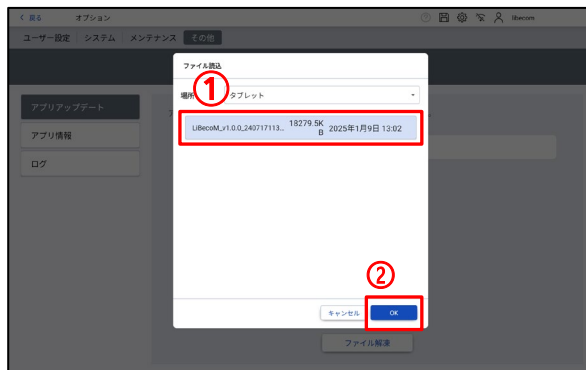 戻る オプション libecom
ユーザー設定 システム メンテナンス その他
ファイル読込
① 場所 タブレット
アプリアップデート
LiBecoM_v1.0.0_240717113... 18279.5K
B 2025年1月9日 13:02
アプリ情報
ログ
②
キャンセル OK
ファイル解凍